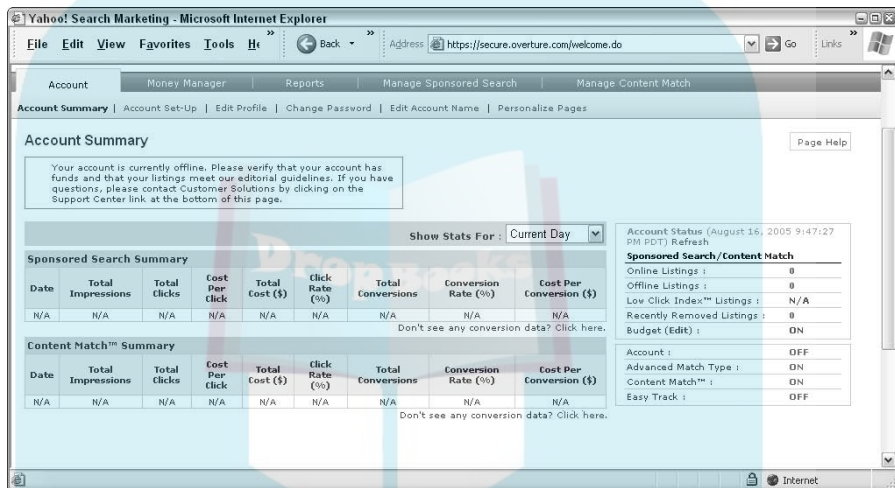 Yahoo! Search Marketing - Microsoft Internet Explorer
File Edit View Favorites Tools He » Back » Address https://secure.overture.com/welcome.do Go Links »
Account Money Manager Reports Manage Sponsored Search Manage Content Match
Account Summary | Account Set-Up | Edit Profile | Change Password | Edit Account Name | Personalize Pages
Account Summary
Page Help
Your account is currently offline. Please verify that your account has
funds and that your listings meet our editorial guidelines. If you have
questions, please contact Customer Solutions by clicking on the
Support Center link at the bottom of this page.
Show Stats For : Current Day
Sponsored Search Summary
Date Total Impressions Total Clicks Cost Per Click Total Cost ($) Click Rate (%) Total Conversions Conversion Rate (%) Cost Per Conversion ($)
N/A N/A N/A N/A N/A N/A N/A N/A N/A
Don't see any conversion data? Click here.
Content Match™ Summary
Date Total Impressions Total Clicks Cost Per Click Total Cost ($) Click Rate (%) Total Conversions Conversion Rate (%) Cost Per Conversion ($)
N/A N/A N/A N/A N/A N/A N/A N/A N/A
Don't see any conversion data? Click here.
Account Status (August 16, 2005 9:47:27
PM PDT) Refresh
Sponsored Search/Content Match
Online Listings : 0
Offline Listings : 0
Low Click Index™ Listings : N/A
Recently Removed Listings : 0
Budget (Edit) : ON
Account : OFF
Advanced Match Type : ON
Content Match™ : ON
Easy Track : OFF
DropBooks
Internet